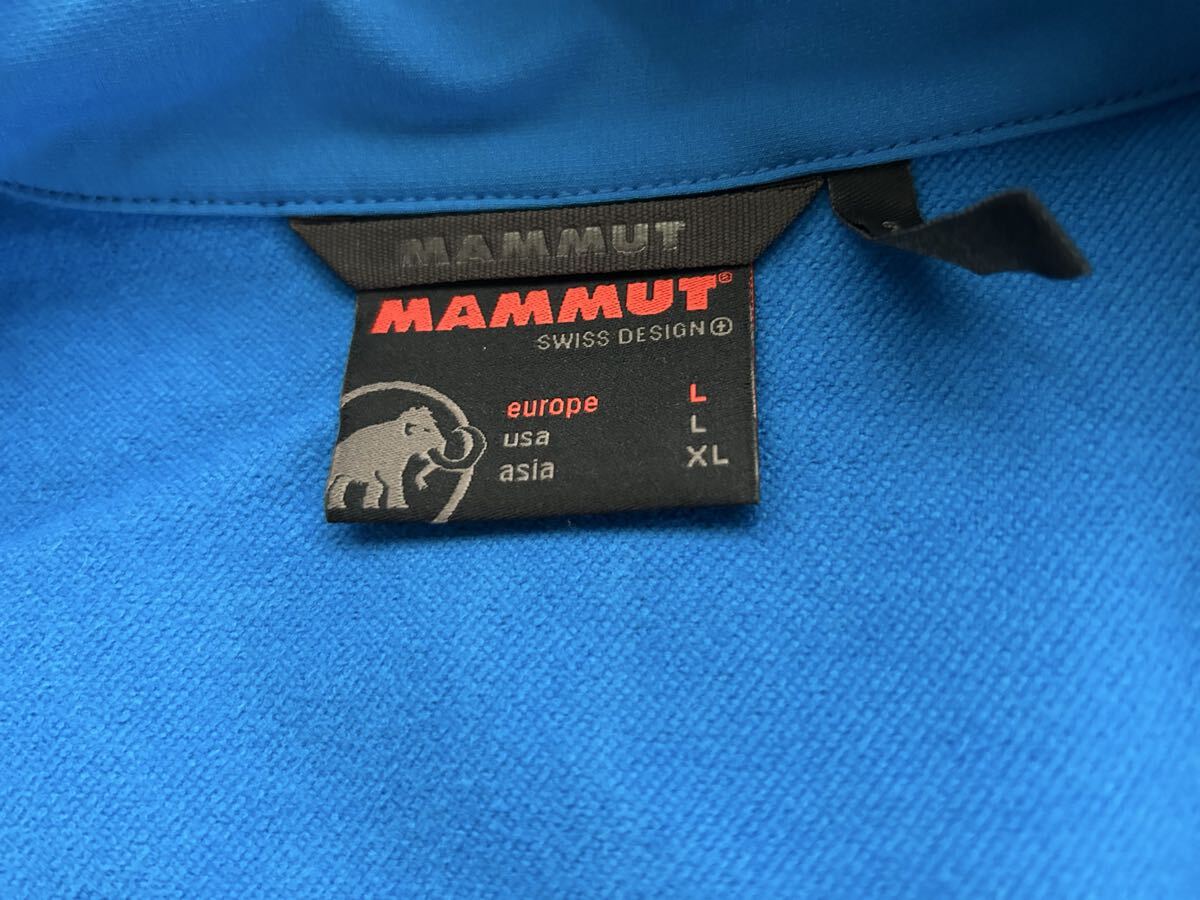 MAMMUT
MAMMUT®
SWISS DESIGN
europe L
usa L
asia XL